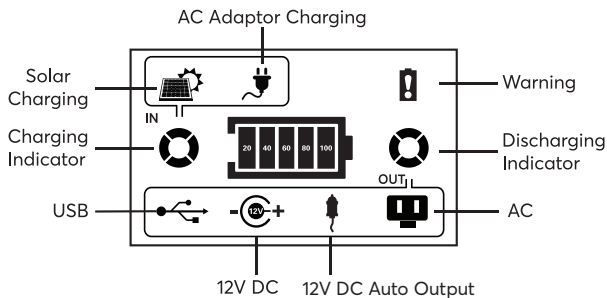 AC Adaptor Charging
Solar
Charging
Warning
IN
Charging
Indicator
20 40 60 80 100
Discharging
Indicator
OUT
USB
- 12V +
AC
12V DC
12V DC Auto Output